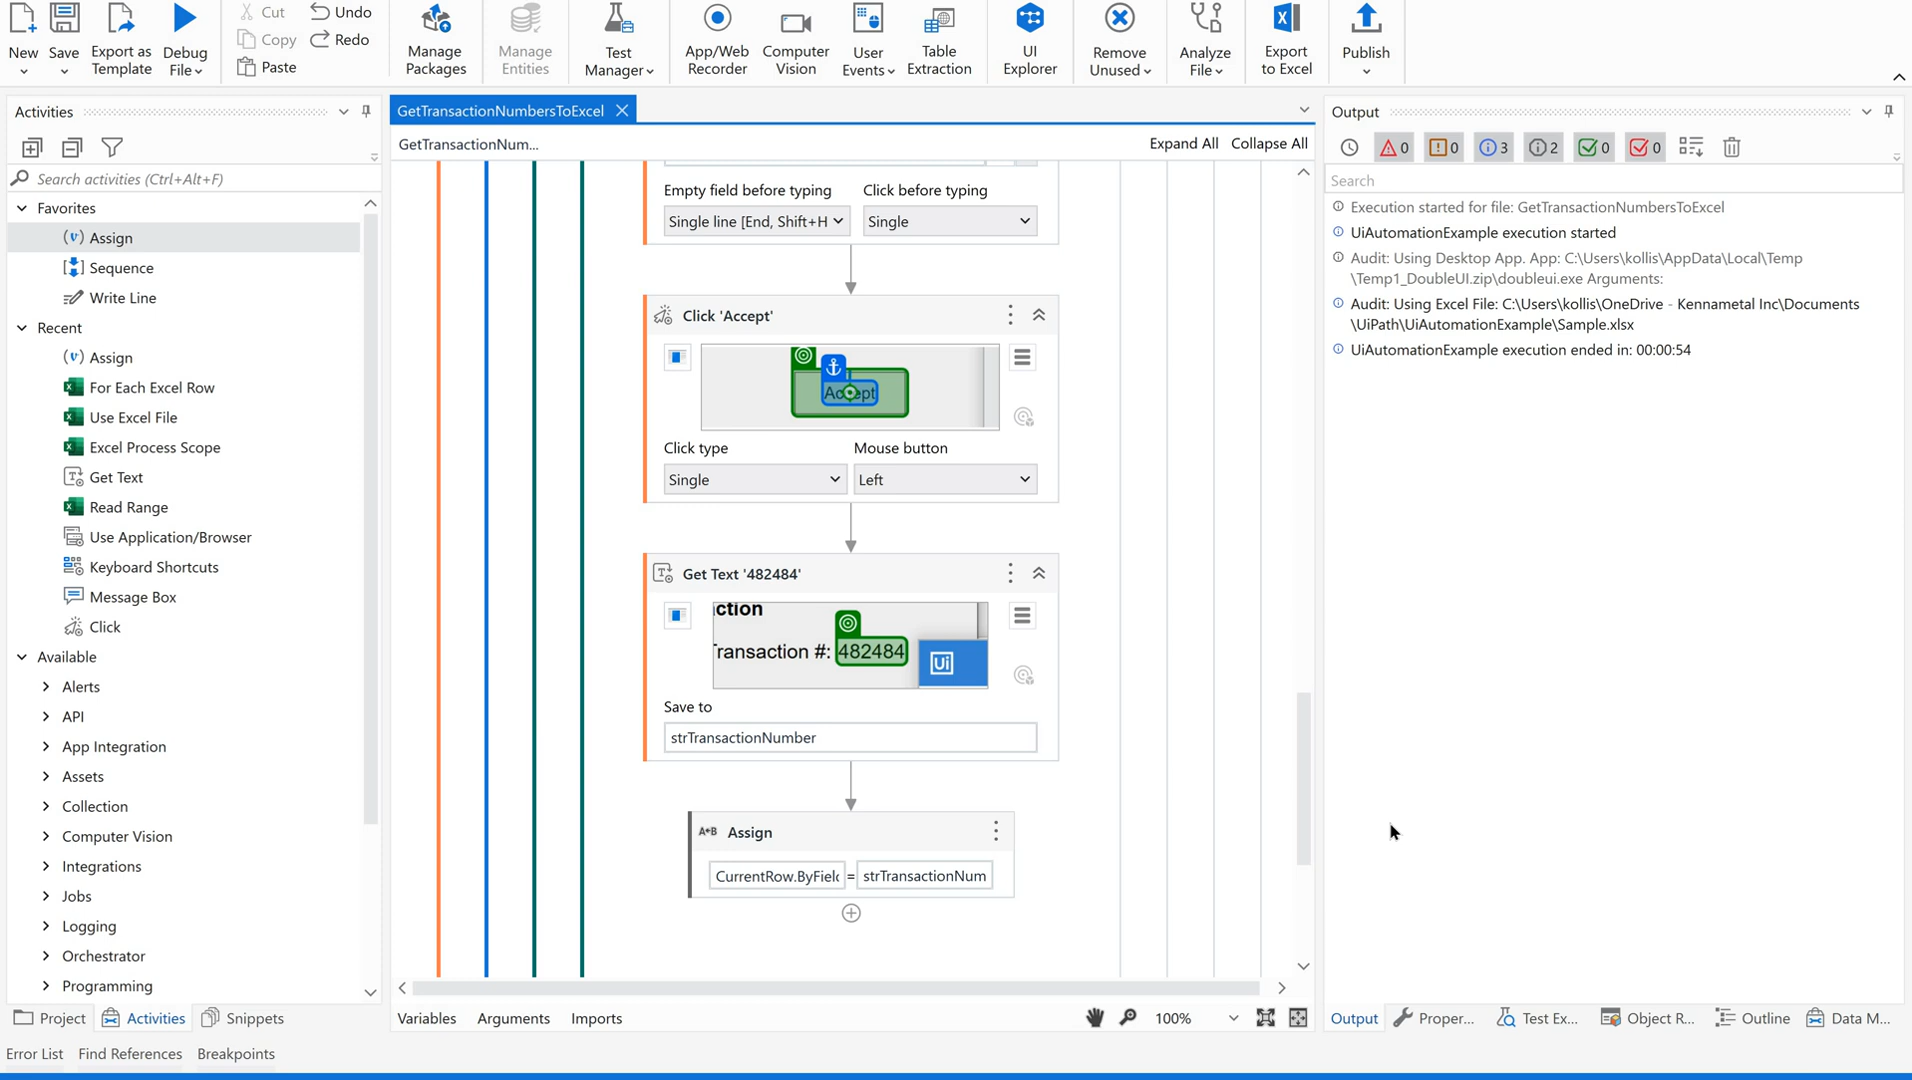 New
Save
Export as
Template
Debug
File
Cut
Copy
Paste
Undo
Redo
Manage
Packages
Manage
Entities
Test
Manager
App/Web
Recorder
Computer
Vision
User
Events
Table
Extraction
UI
Explorer
Remove
Unused
Analyze
File
Export
to Excel
Publish
Activities
Search activities (Ctrl+Alt+F)
Favorites
Assign
Sequence
Write Line
Recent
Assign
For Each Excel Row
Use Excel File
Excel Process Scope
Get Text
Read Range
Use Application/Browser
Keyboard Shortcuts
Message Box
Click
Available
Alerts
API
App Integration
Assets
Collection
Computer Vision
Integrations
Jobs
Logging
Orchestrator
Programming
Project
Activities
Snippets
GetTransactionNumbersToExcel
GetTransactionNum...
Expand All
Collapse All
Empty field before typing
Click before typing
Single line [End, Shift+H
Single
Click 'Accept'
Accept
Click type
Mouse button
Single
Left
Get Text '482484'
ction
Transaction #: 482484
Ui
Save to
strTransactionNumber
A+B Assign
CurrentRow.ByFiel = strTransactionNum
Variables
Arguments
Imports
100%
Output
0
0
3
2
0
0
Search
Execution started for file: GetTransactionNumbersToExcel
UiAutomationExample execution started
Audit: Using Desktop App. App: C:\Users\kollis\AppData\Local\Temp
\Temp1_DoubleUI.zip\doubleui.exe Arguments:
Audit: Using Excel File: C:\Users\kollis\OneDrive - Kennametal Inc\Documents
\UiPath\UiAutomationExample\Sample.xlsx
UiAutomationExample execution ended in: 00:00:54
Output
Proper...
Test Ex...
Object R...
Outline
Data M...
Error List
Find References
Breakpoints